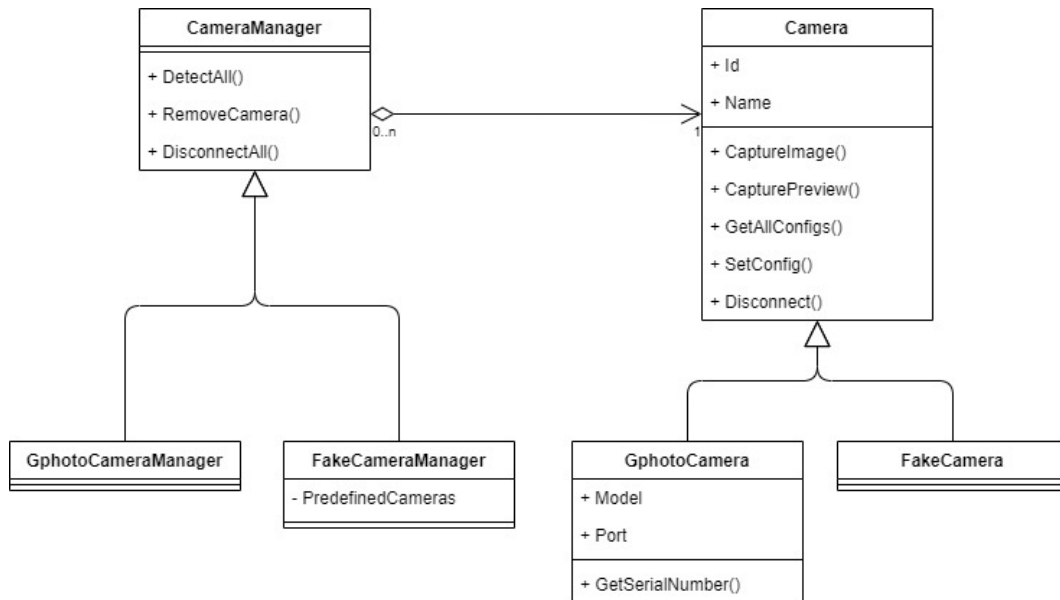 CameraManager
+ DetectAll()
+ RemoveCamera()
+ DisconnectAll()
0..n
1
Camera
+ Id
+ Name
+ CaptureImage()
+ CapturePreview()
+ GetAllConfigs()
+ SetConfig()
+ Disconnect()
GphotoCameraManager
FakeCameraManager
- PredefinedCameras
GphotoCamera
+ Model
+ Port
+ GetSerialNumber()
FakeCamera